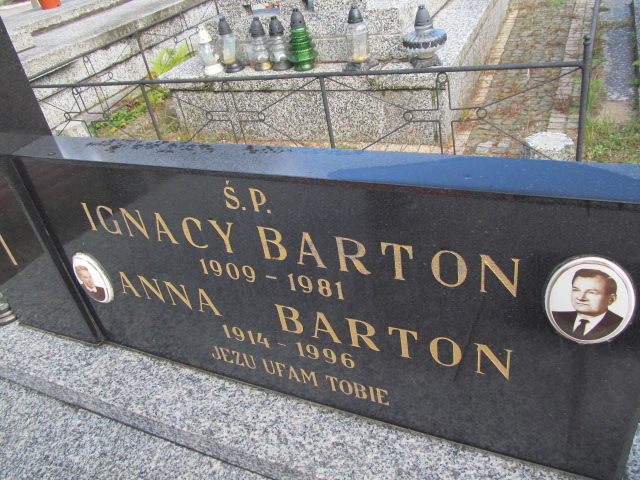 Ś.P.
IGNACY BARTON
1909 - 1981
ANNA BARTON
1914 - 1996
JEZU UFAM TOBIE